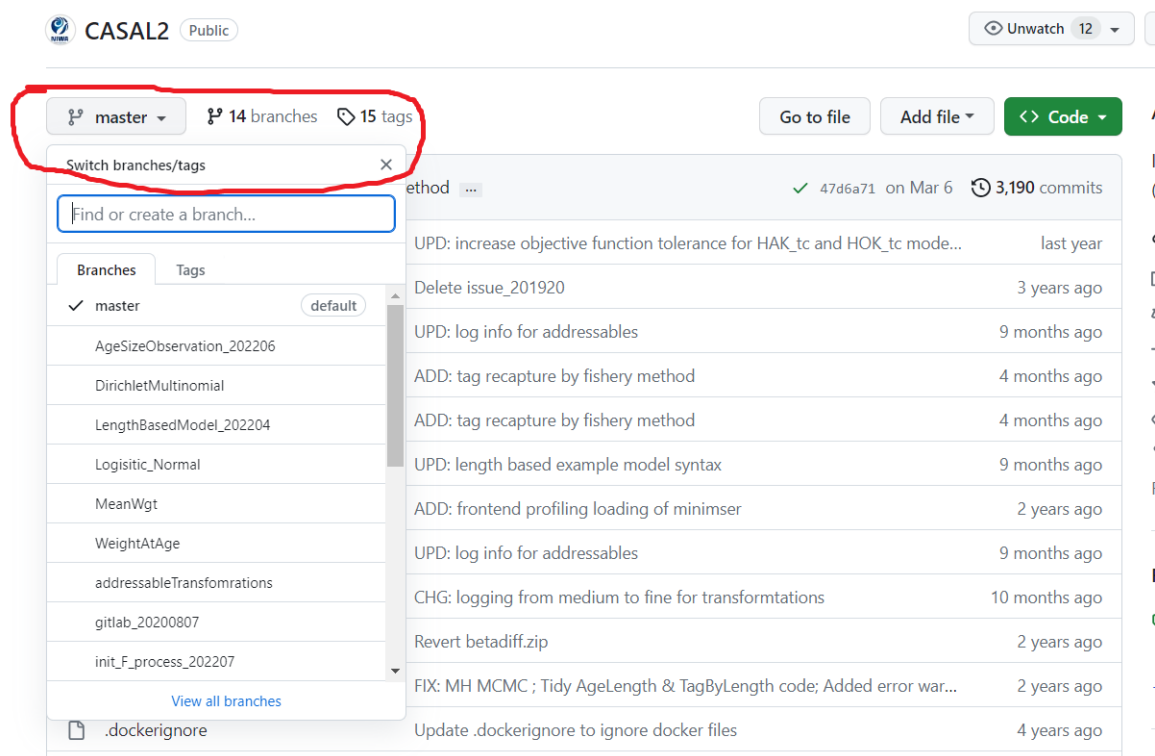 NIWA
CASAL2 Public
Unwatch 12
master 14 branches 15 tags
Go to file Add file Code
Switch branches/tags
Find or create a branch...
ethod ... 47d6a71 on Mar 6 3,190 commits
Branches Tags
master default
AgeSizeObservation_202206
DirichletMultinomial
LengthBasedModel_202204
Logisitic_Normal
MeanWgt
WeightAtAge
addressableTransfomrations
gitlab_20200807
init_F_process_202207
View all branches
UPD: increase objective function tolerance for HAK_tc and HOK_tc mode... last year
Delete issue_201920 3 years ago
UPD: log info for addressables 9 months ago
ADD: tag recapture by fishery method 4 months ago
ADD: tag recapture by fishery method 4 months ago
UPD: length based example model syntax 9 months ago
ADD: frontend profiling loading of minimser 2 years ago
UPD: log info for addressables 9 months ago
CHG: logging from medium to fine for transformtations 10 months ago
Revert betadiff.zip 2 years ago
FIX: MH MCMC ; Tidy AgeLength & TagByLength code; Added error war... 2 years ago
.dockerignore Update .dockerignore to ignore docker files 4 years ago